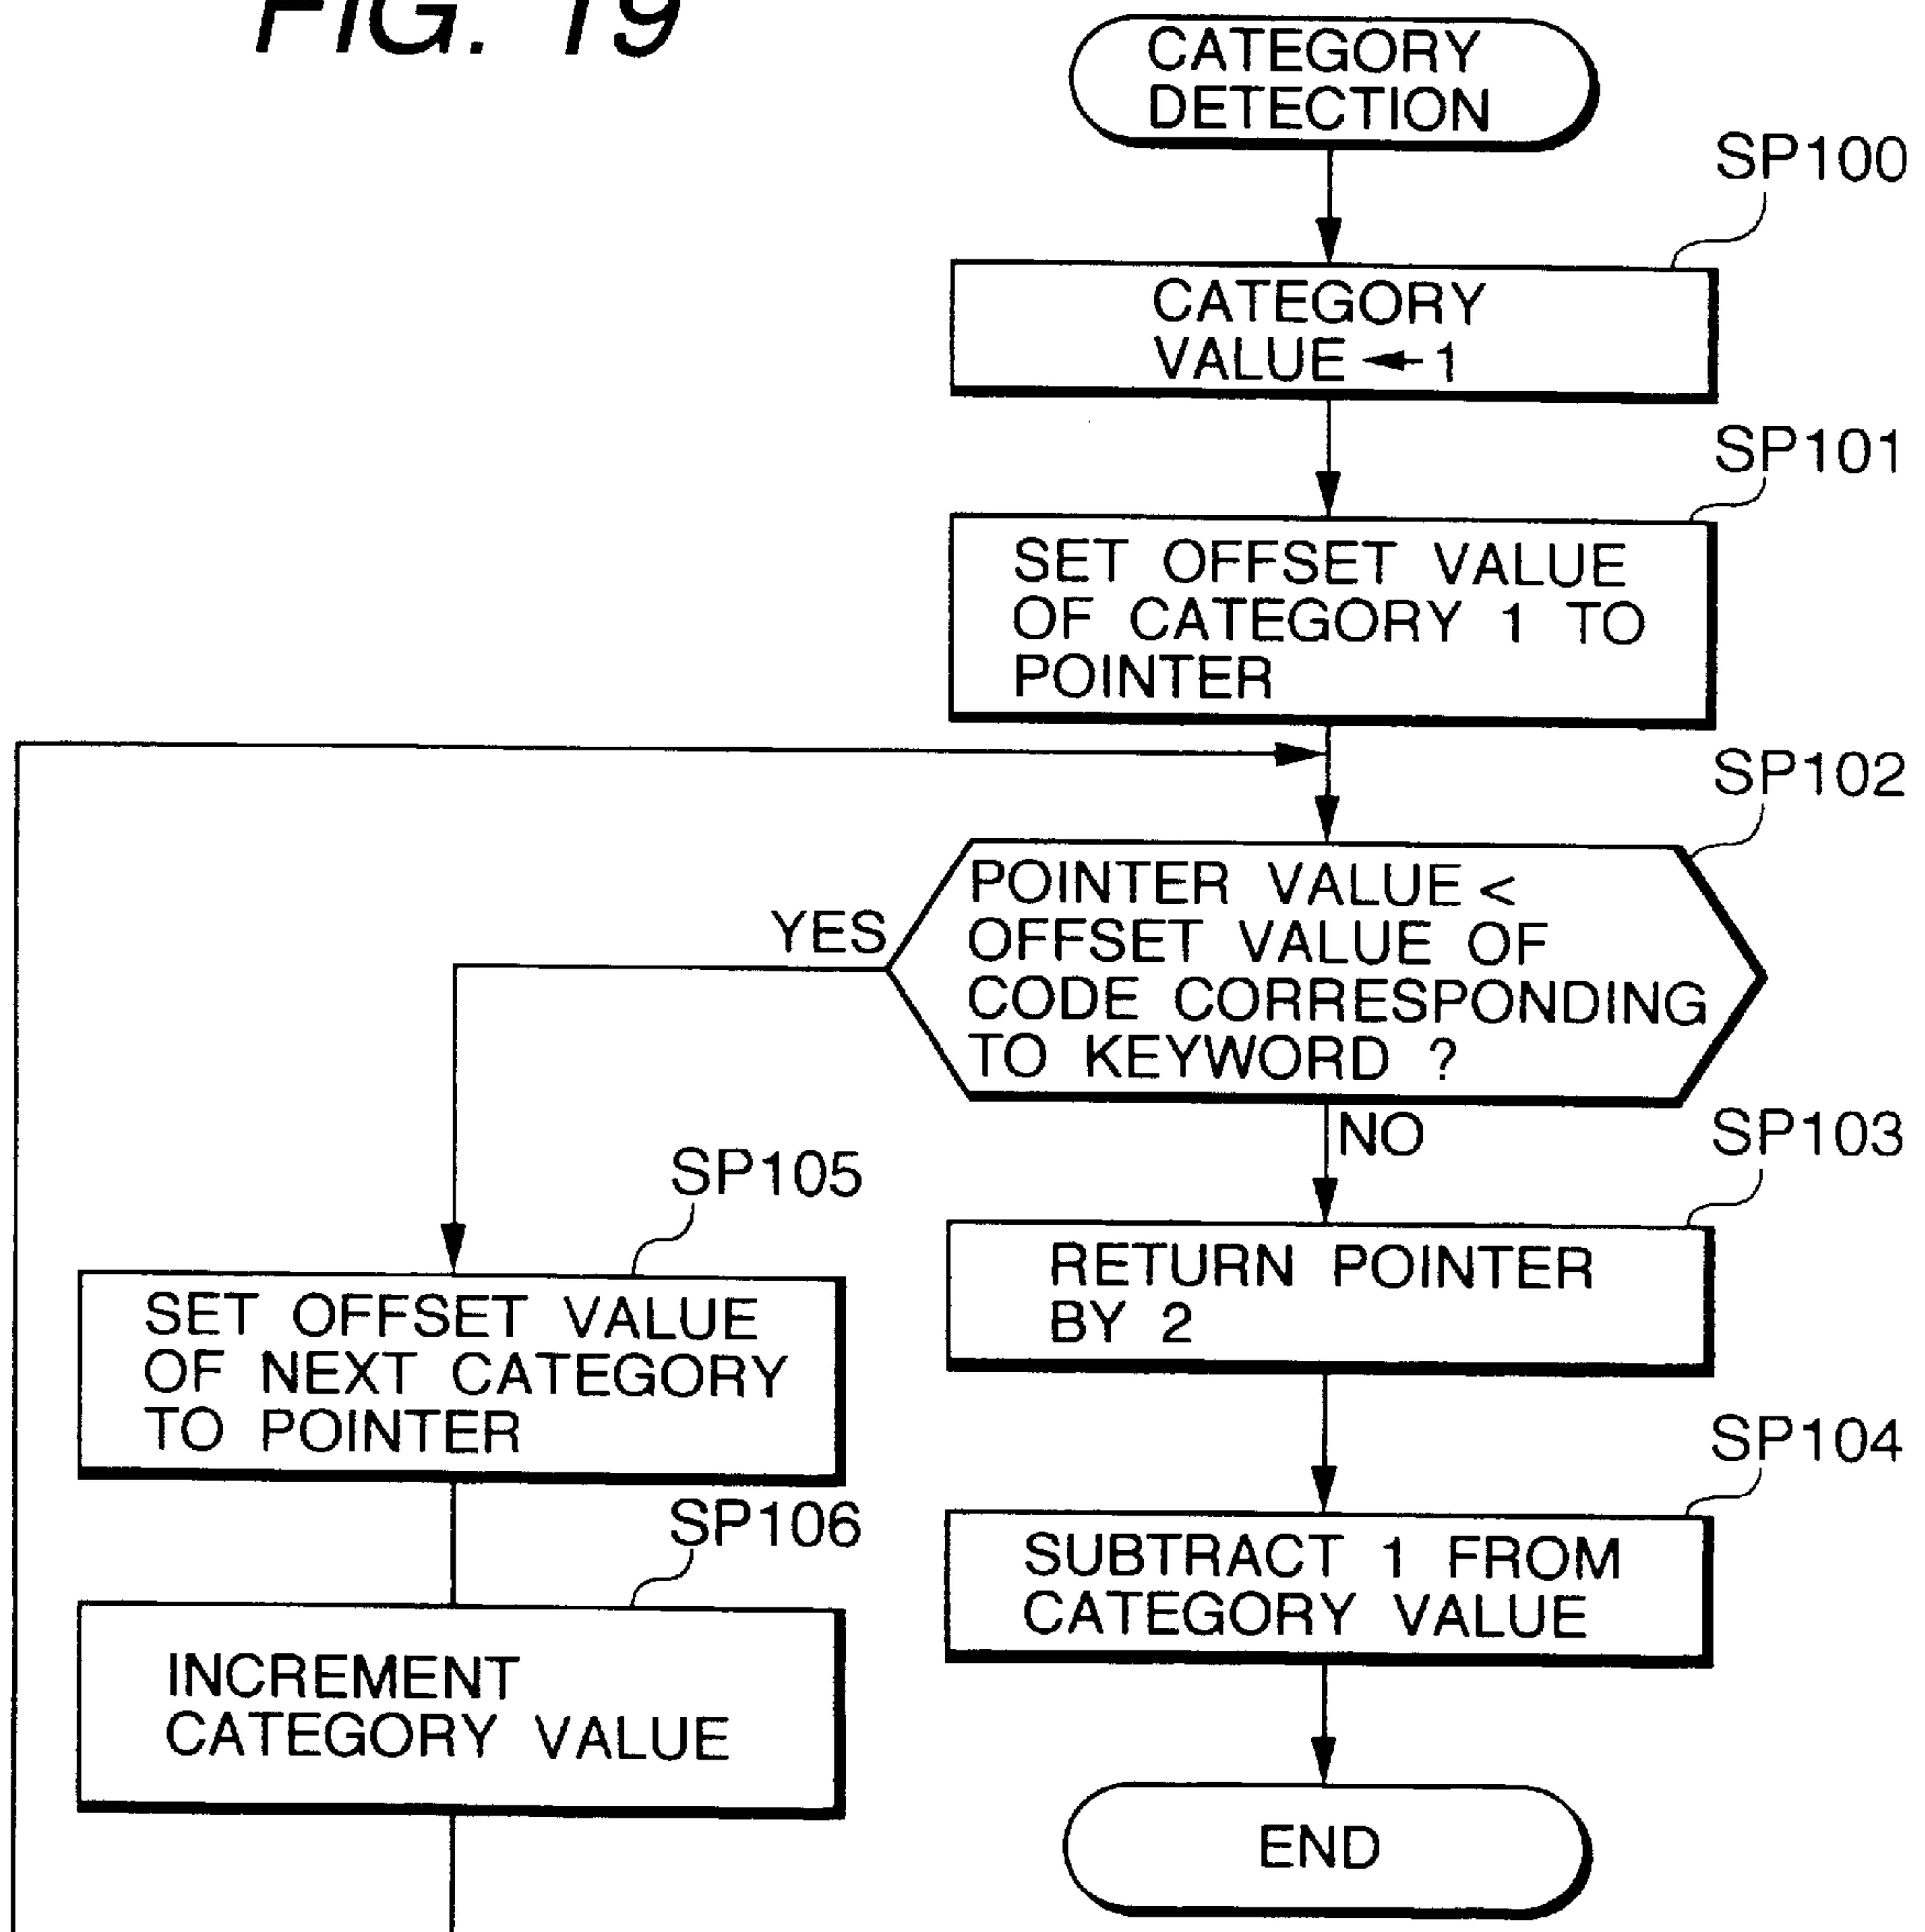 FIG. 19
CATEGORY
DETECTION
SP100
CATEGORY
VALUE ← 1
SP101
SET OFFSET VALUE
OF CATEGORY 1 TO
POINTER
SP102
POINTER VALUE <
OFFSET VALUE OF
CODE CORRESPONDING
TO KEYWORD ?
YES
NO
SP103
RETURN POINTER
BY 2
SP104
SUBTRACT 1 FROM
CATEGORY VALUE
SP105
SET OFFSET VALUE
OF NEXT CATEGORY
TO POINTER
SP106
INCREMENT
CATEGORY VALUE
END